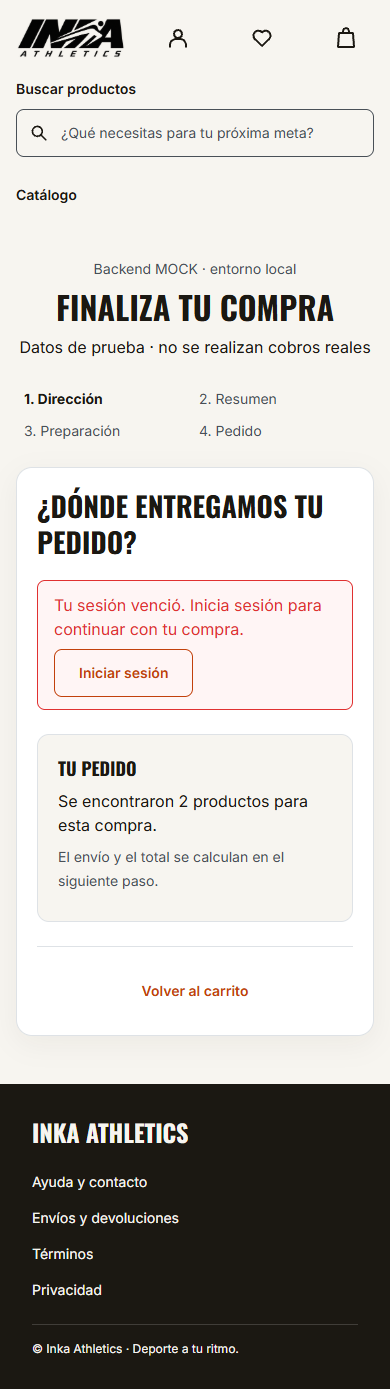 INKA
ATHLETICS
Buscar productos
¿Qué necesitas para tu próxima meta?
Catálogo
Backend MOCK · entorno local
FINALIZA TU COMPRA
Datos de prueba · no se realizan cobros reales
1. Dirección
2. Resumen
3. Preparación
4. Pedido
¿DÓNDE ENTREGAMOS TU
PEDIDO?
Tu sesión venció. Inicia sesión para
continuar con tu compra.
Iniciar sesión
TU PEDIDO
Se encontraron 2 productos para
esta compra.
El envío y el total se calculan en el
siguiente paso.
Volver al carrito
INKA ATHLETICS
Ayuda y contacto
Envíos y devoluciones
Términos
Privacidad
© Inka Athletics · Deporte a tu ritmo.